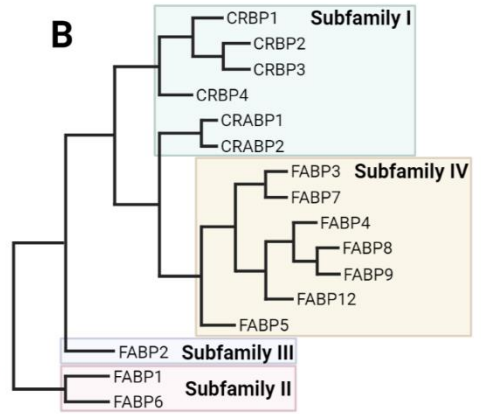 B
CRBP1 Subfamily I
CRBP2
CRBP3
CRBP4
CRABP1
CRABP2
FABP3 Subfamily IV
FABP7
FABP4
FABP8
FABP9
FABP12
FABP5
FABP2 Subfamily III
FABP1
Subfamily II
FABP6